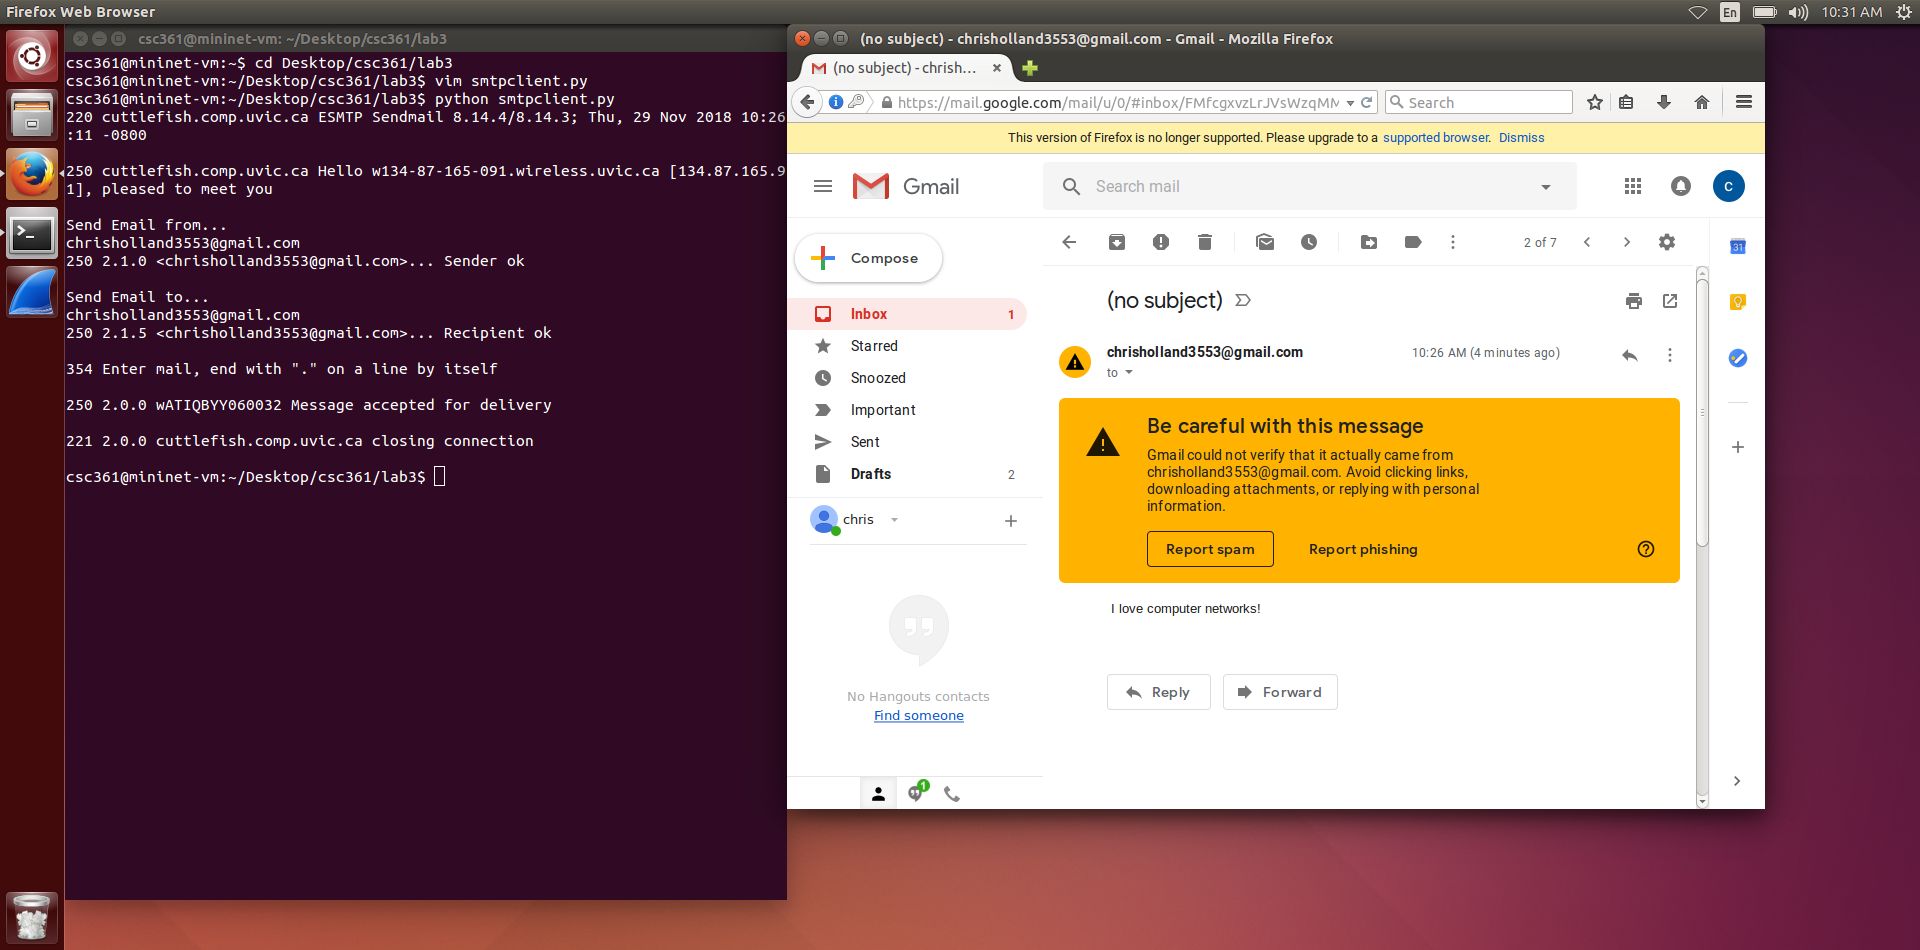 Firefox Web Browser
En
10:31 AM
csc361@mininet-vm: ~/Desktop/csc361/lab3
csc361@mininet-vm:~$ cd Desktop/csc361/lab3
csc361@mininet-vm:~/Desktop/csc361/lab3$ vim smtpclient.py
csc361@mininet-vm:~/Desktop/csc361/lab3$ python smtpclient.py
220 cuttlefish.comp.uvic.ca ESMTP Sendmail 8.14.4/8.14.3; Thu, 29 Nov 2018 10:26
:11 -0800
250 cuttlefish.comp.uvic.ca Hello w134-87-165-091.wireless.uvic.ca [134.87.165.9
1], pleased to meet you
Send Email from...
chrisholland3553@gmail.com
250 2.1.0 <chrisholland3553@gmail.com>... Sender ok
Send Email to...
chrisholland3553@gmail.com
250 2.1.5 <chrisholland3553@gmail.com>... Recipient ok
354 Enter mail, end with "." on a line by itself
250 2.0.0 wATIQBYY060032 Message accepted for delivery
221 2.0.0 cuttlefish.comp.uvic.ca closing connection
csc361@mininet-vm:~/Desktop/csc361/lab3$
(no subject) - chrisholland3553@gmail.com - Gmail - Mozilla Firefox
(no subject) - chrish...
https://mail.google.com/mail/u/0/#inbox/FMfcgxvzLrJVsWzqMM
Search
This version of Firefox is no longer supported. Please upgrade to a supported browser. Dismiss
Gmail
Search mail
c
Compose
2 of 7
31
Inbox 1
Starred
Snoozed
Important
Sent
Drafts 2
chris
No Hangouts contacts
Find someone
1
(no subject)
chrisholland3553@gmail.com
10:26 AM (4 minutes ago)
to
Be careful with this message
Gmail could not verify that it actually came from
chrisholland3553@gmail.com. Avoid clicking links,
downloading attachments, or replying with personal
information.
Report spam
Report phishing
I love computer networks!
Reply
Forward